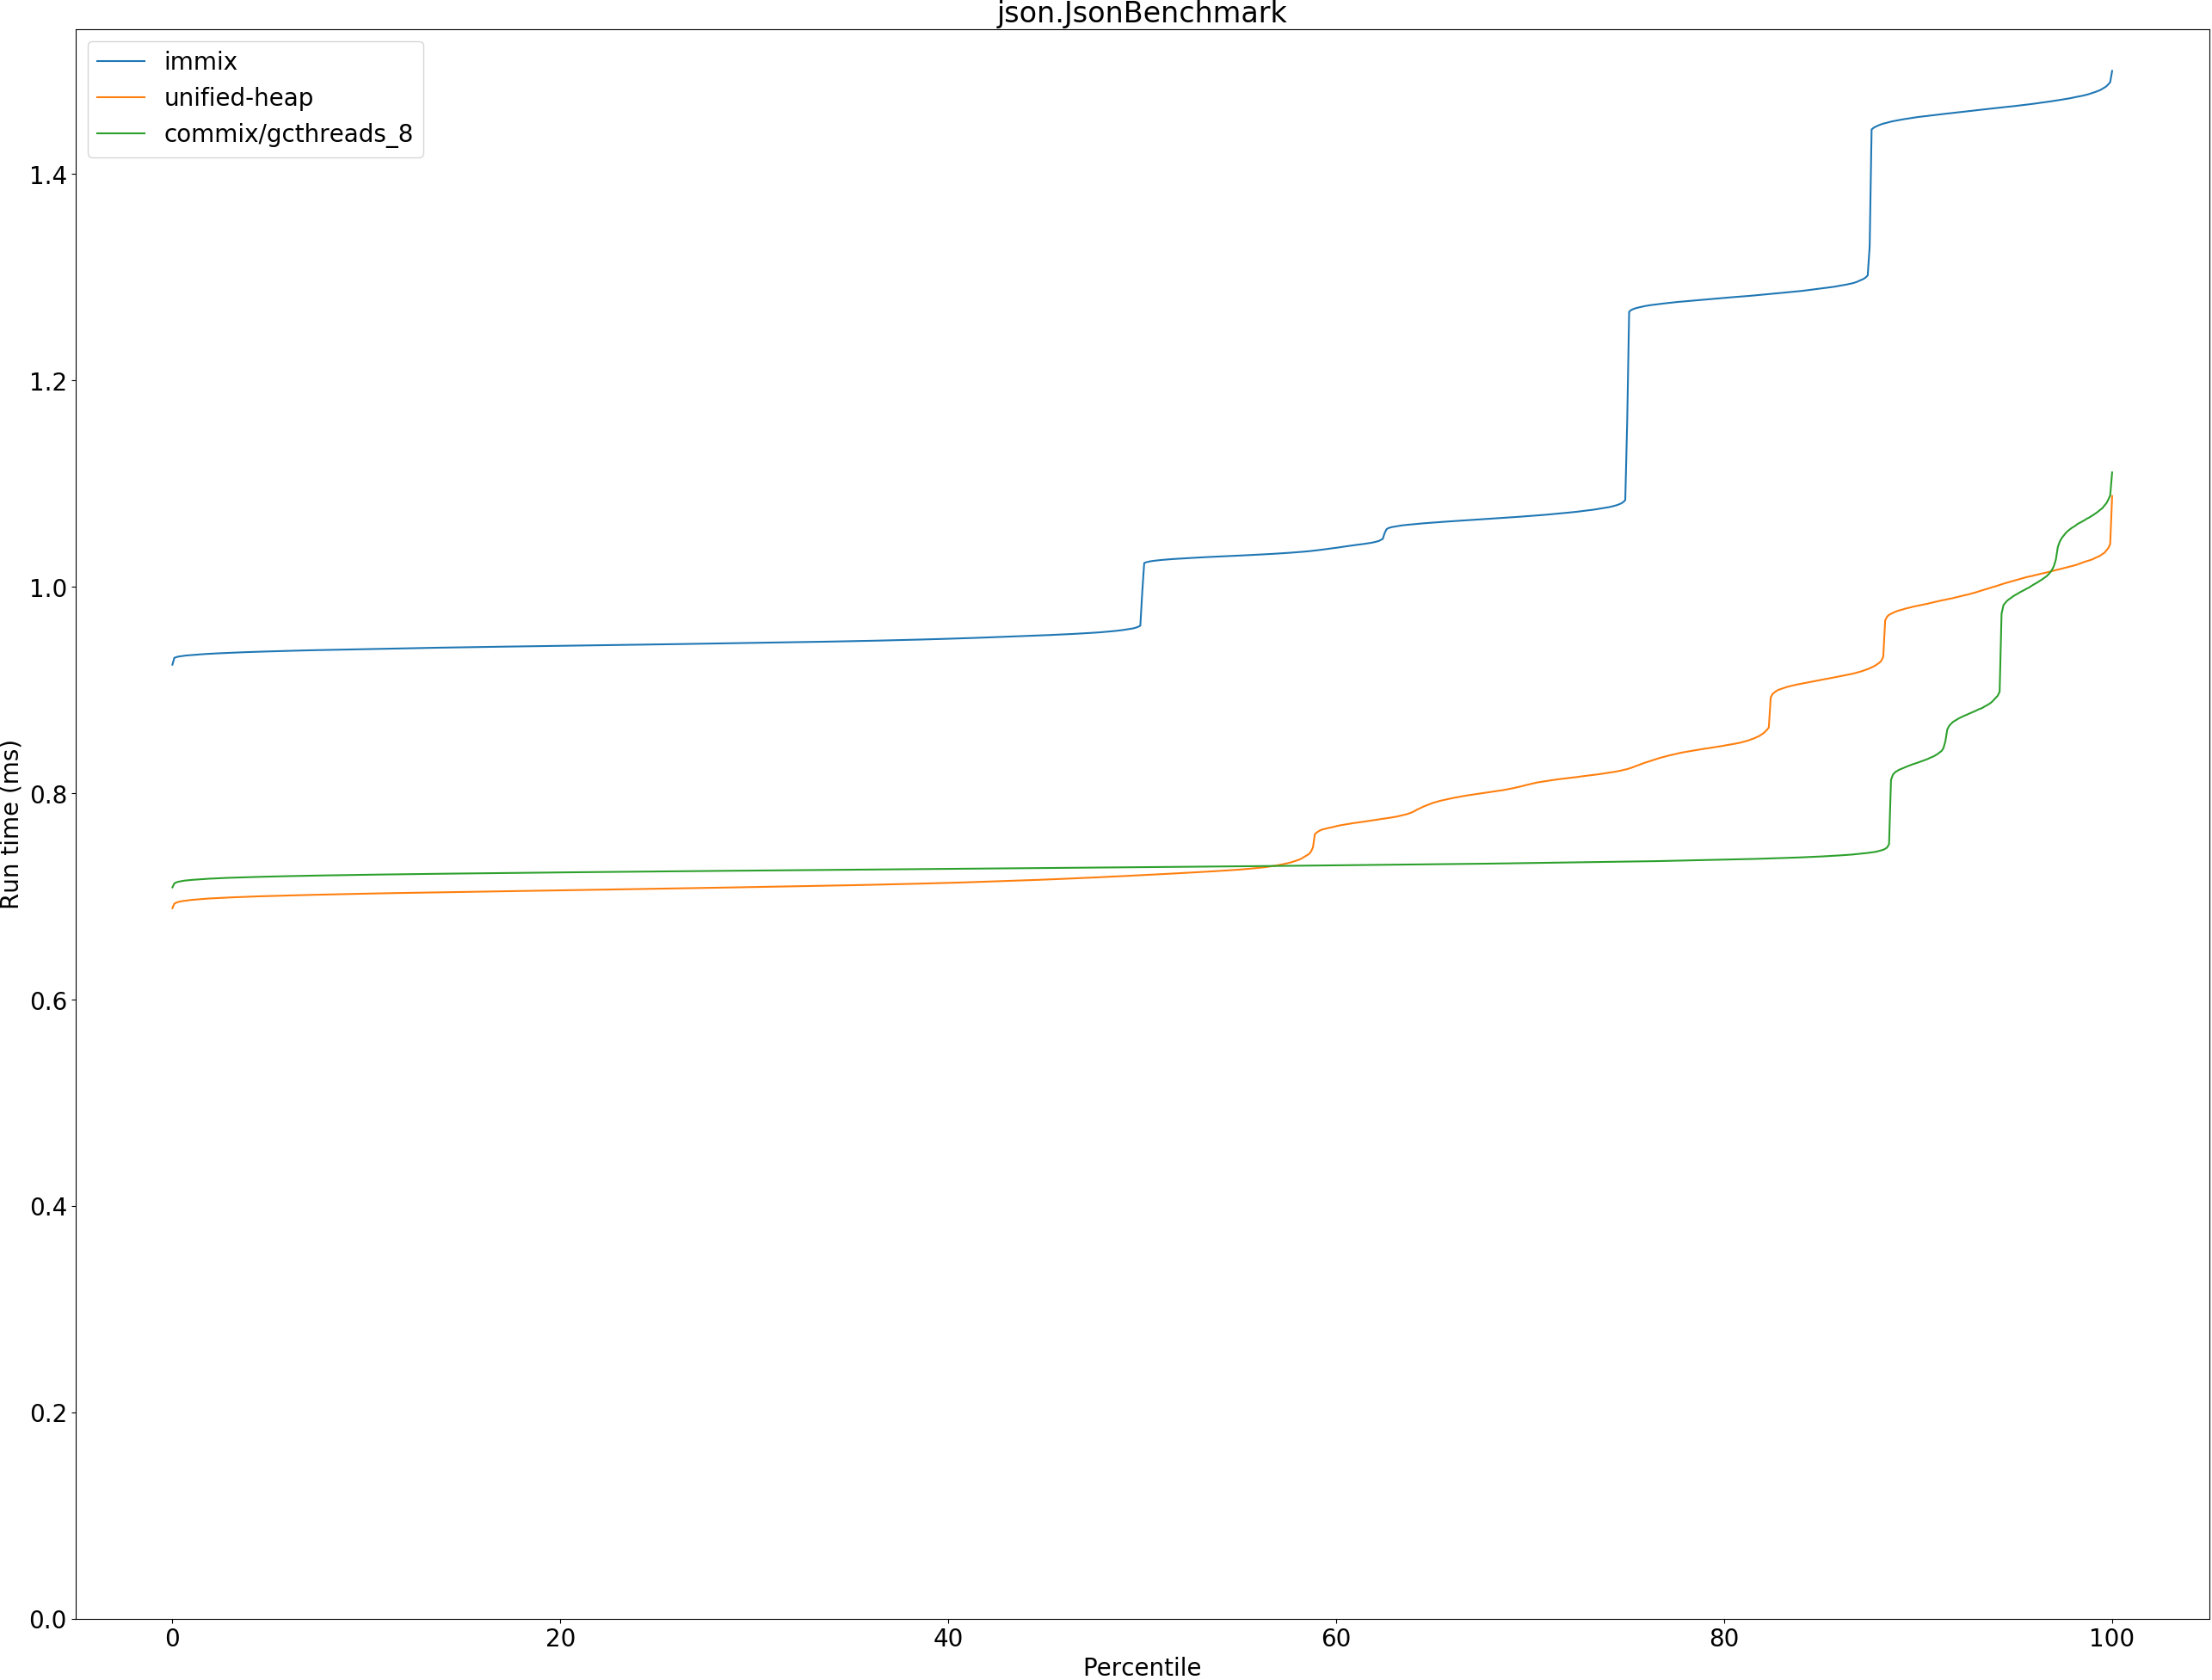 json.JsonBenchmark
immix
unified-heap
commix/gcthreads_8
Run time (ms)
1.4
1.2
1.0
0.8
0.6
0.4
0.2
0.0
0 20 40 60 80 100
Percentile